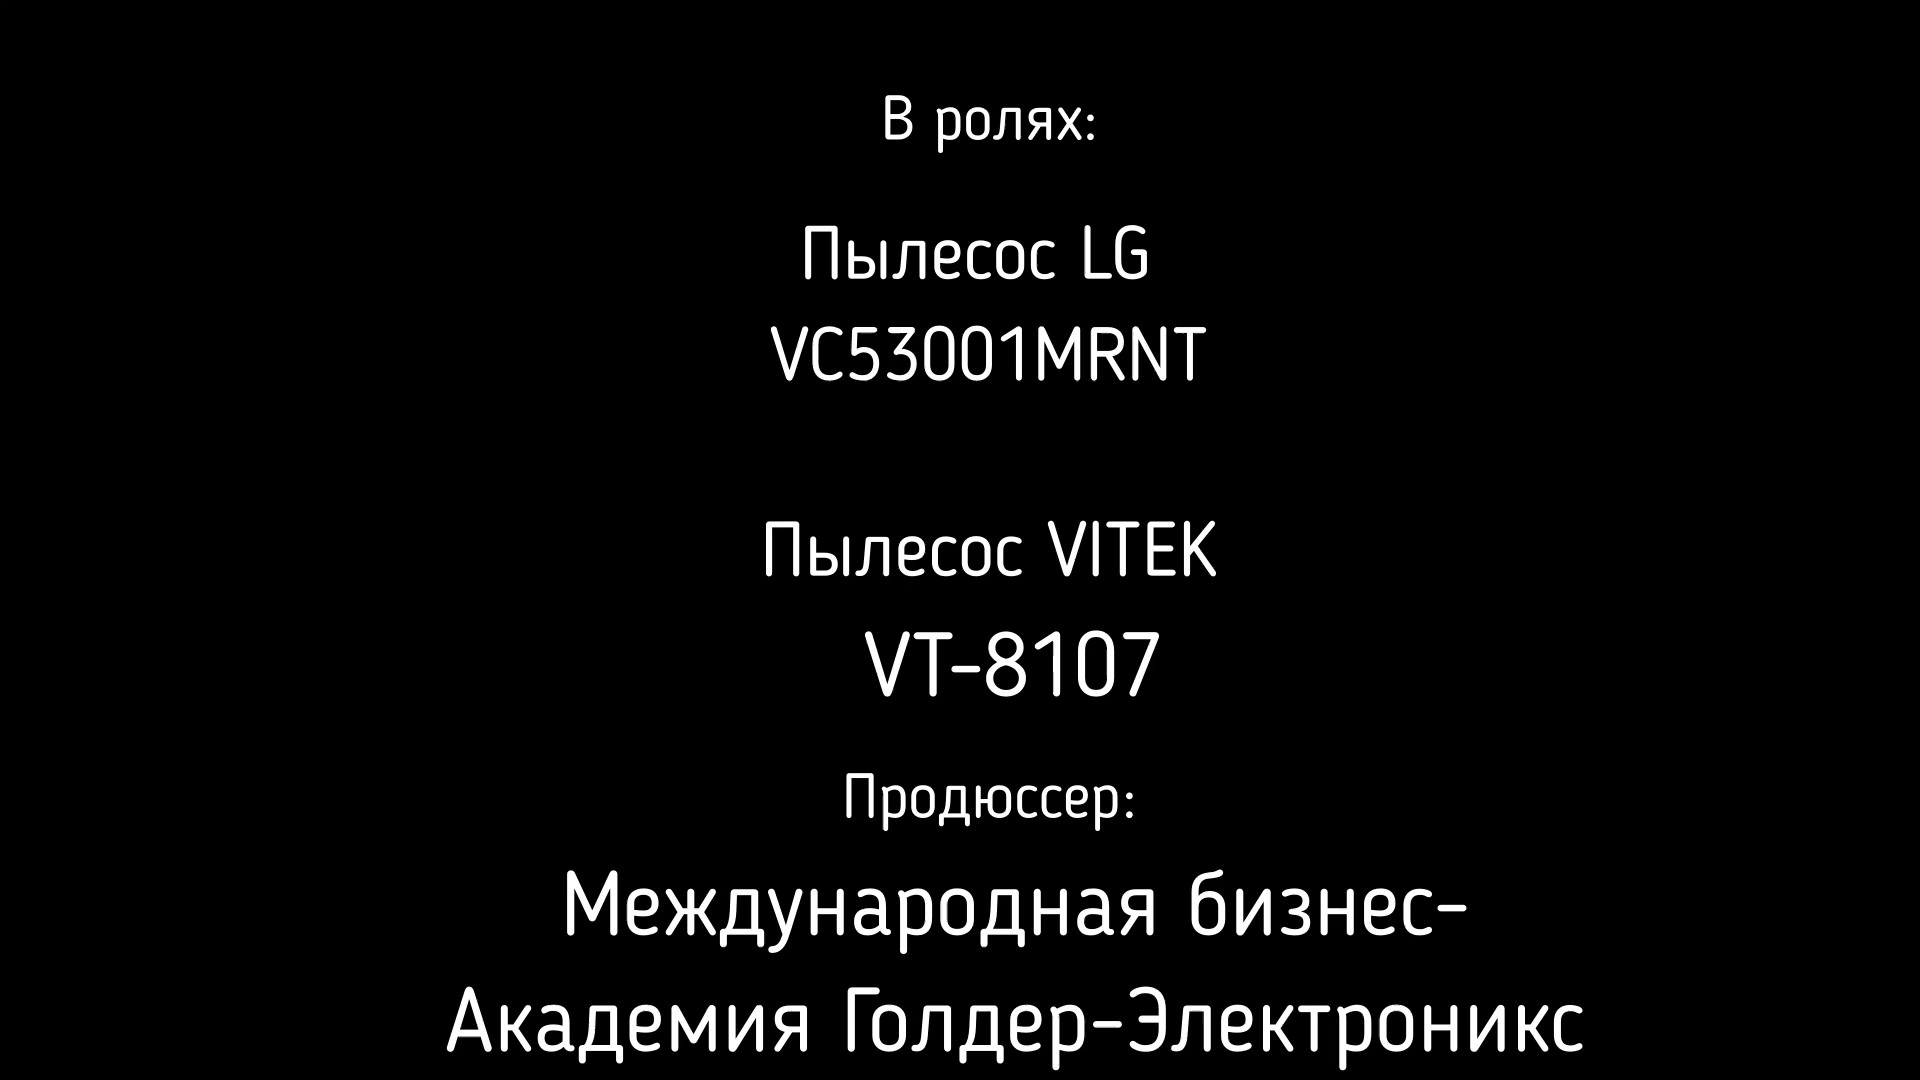 В ролях:
Пылесос LG
VC53001MRNT
Пылесос VITEK
VT-8107
Продюссер:
Международная бизнес-
Академия Голдер-Электроникс